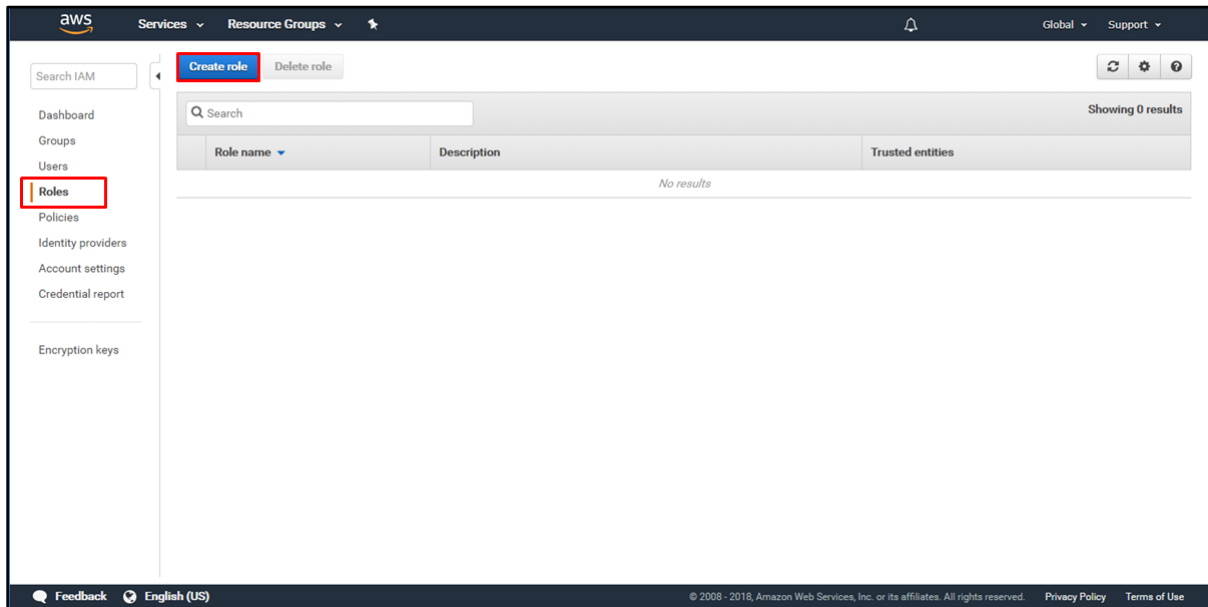 aws Services Resource Groups Global Support
Search IAM
Create role Delete role
Dashboard
Groups
Users
Roles
Policies
Identity providers
Account settings
Credential report
Encryption keys
Search Showing 0 results
Role name Description Trusted entities
No results
Feedback English (US) © 2008 - 2018, Amazon Web Services, Inc. or its affiliates. All rights reserved. Privacy Policy Terms of Use